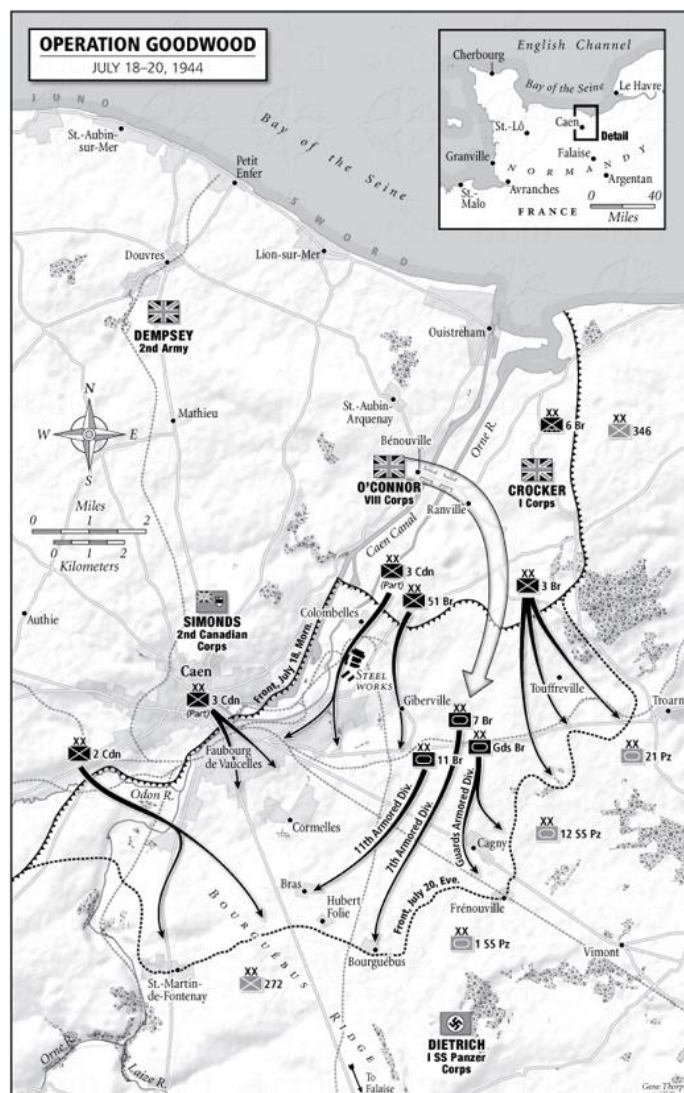 OPERATION GOODWOOD
JULY 18–20, 1944
English Channel
Cherbourg
Bay of the Seine
Le Havre
Caen
Detail
St.-Lô
Falaise
Granville
NORMANDY
Argentan
St.-
Malo
Avranches
FRANCE
0 40
Miles
JUNO
St.-Aubin-
sur-Mer
Bay of the Seine
Petit
Enfer
SWORD
Douvres
Lion-sur-Mer
DEMPSEY
2nd Army
Ouistreham
N
W E
S
Mathieu
St.-Aubin-
Arquenay
Orne R.
XX
6 Br
XX
346
Bénouville
O'CONNOR
VIII Corps
CROCKER
I Corps
Ranville
Miles
0 1 2
0 2
Kilometers
Caen Canal
XX
3 Cdn
(Part)
XX
51 Br
XX
3 Br
Authie
SIMONDS
2nd Canadian
Corps
Colombelles
Front, July 18, Morn.
STEEL
WORKS
Caen
XX
3 Cdn
(Part)
Giberville
Touffreville
Troarn
XX
7 Br
XX
2 Cdn
Faubourg
de Vaucelles
XX
Gds Br
XX
11 Br
XX
21 Pz
Odon R.
11th Armored Div.
7th Armored Div.
Guards Armored Div.
XX
12 SS Pz
Cormelles
Cagny
Bras
Hubert
Folie
Front, July 20, Eve.
Frénouville
BOURGUÉBUS
RIDGE
XX
1 SS Pz
Bourguébus
Vimont
St.-Martin-
de-Fontenay
XX
272
DIETRICH
I SS Panzer
Corps
Orne R.
Laize R.
To
Falaise